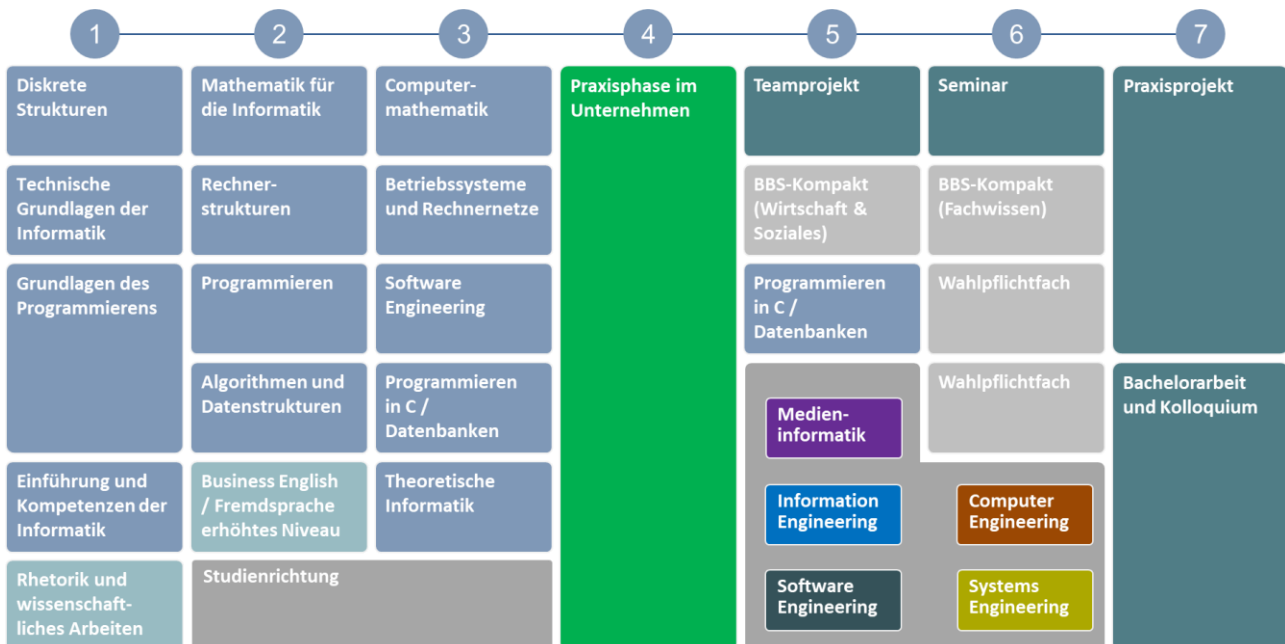 1
2
3
4
5
6
7
Diskrete
Strukturen
Technische
Grundlagen der
Informatik
Grundlagen des
Programmierens
Einführung und
Kompetenzen der
Informatik
Rhetorik und
wissenschaft-
liches Arbeiten
Mathematik für
die Informatik
Rechner-
strukturen
Programmieren
Algorithmen und
Datenstrukturen
Business English
/ Fremdsprache
erhöhtes Niveau
Studienrichtung
Computer-
mathematik
Betriebssysteme
und Rechnernetze
Software
Engineering
Programmieren
in C /
Datenbanken
Theoretische
Informatik
Praxisphase im
Unternehmen
Teamprojekt
BBS-Kompakt
(Wirtschaft &
Soziales)
Programmieren
in C /
Datenbanken
Medien-
informatik
Information
Engineering
Software
Engineering
Seminar
BBS-Kompakt
(Fachwissen)
Wahlpflichtfach
Wahlpflichtfach
Computer
Engineering
Systems
Engineering
Praxisprojekt
Bachelorarbeit
und Kolloquium